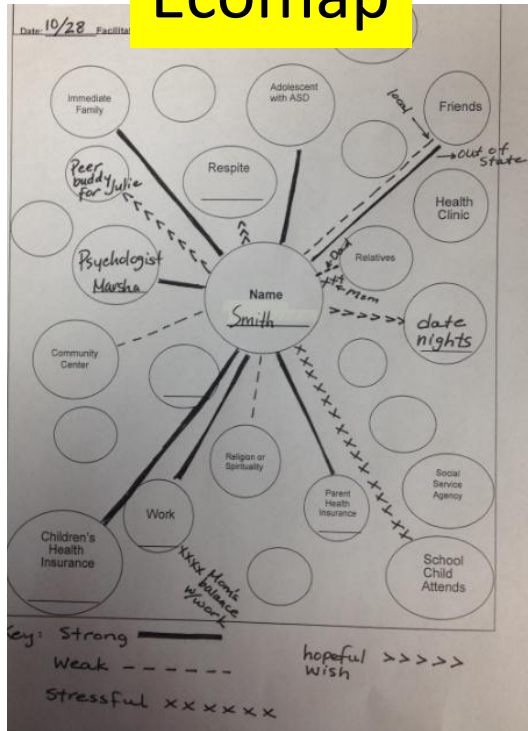 Ecomap
Date: 10/28 Facilita
Immediate
Family
Adolescent
with ASD
local
Friends
out of
State
Peer
buddy
for Julie
Respite
Health
Clinic
Psychologist
Marsha
Relatives
Dad
Mom
Name
Smith
date
nights
Community
Center
Religion or
Spirituality
Social
Service
Agency
Work
Parent
Health
Insurance
Children's
Health
Insurance
xxxx Mom's
balance
w/work
School
Child
Attends
Key: Strong
Weak - - - - - -
hopeful > > > > >
wish
Stressful x x x x x x